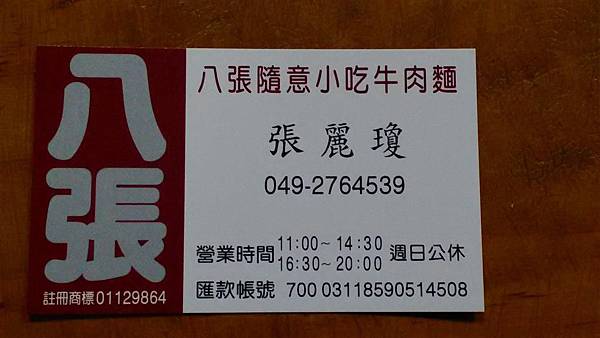 八張
註冊商標01129864
八張隨意小吃牛肉麵
張麗瓊
049-2764539
營業時間 11:00~14:30 週日公休
16:30~20:00
匯款帳號 700 03118590514508